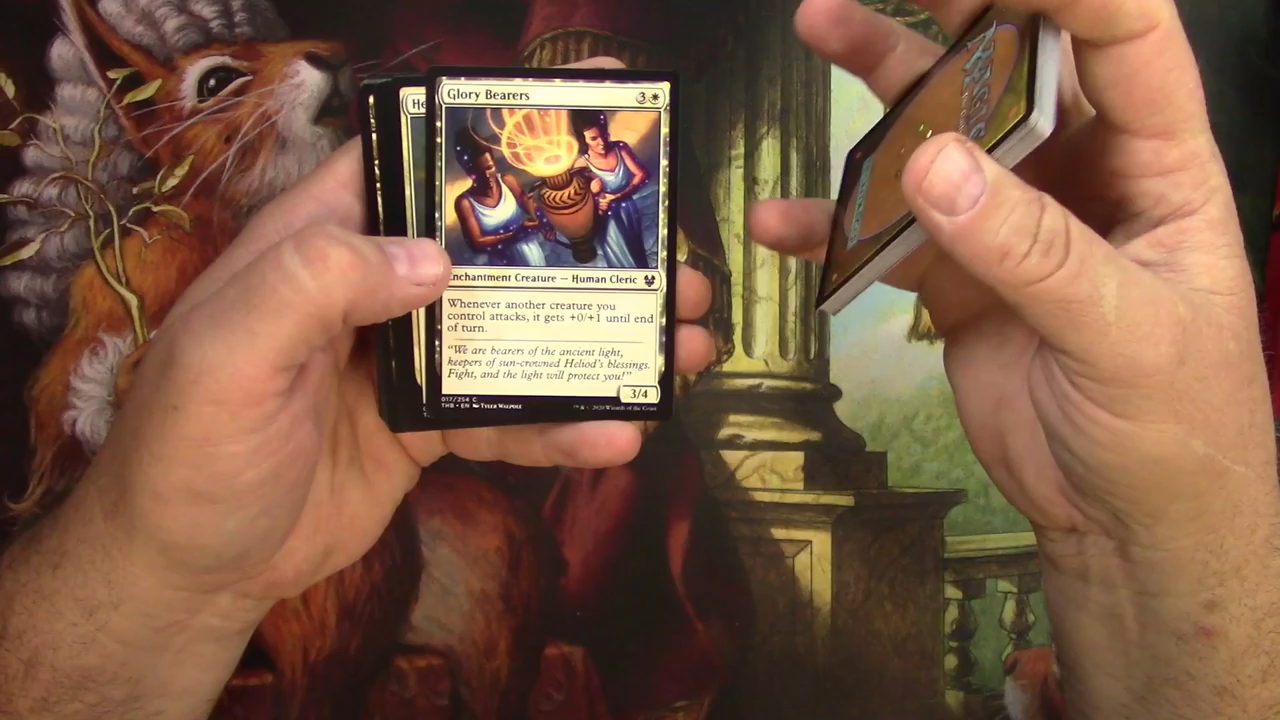 He
Glory Bearers 3
Enchantment Creature — Human Cleric
Whenever another creature you
control attacks, it gets +0/+1 until end
of turn.
"We are bearers of the ancient light,
keepers of sun-crowned Heliod's blessings.
Fight, and the light will protect you!"
3/4
017/254 C
THB • EN Tyler Walpole
™ & © 2020 Wizards of the Coast
MAGIC